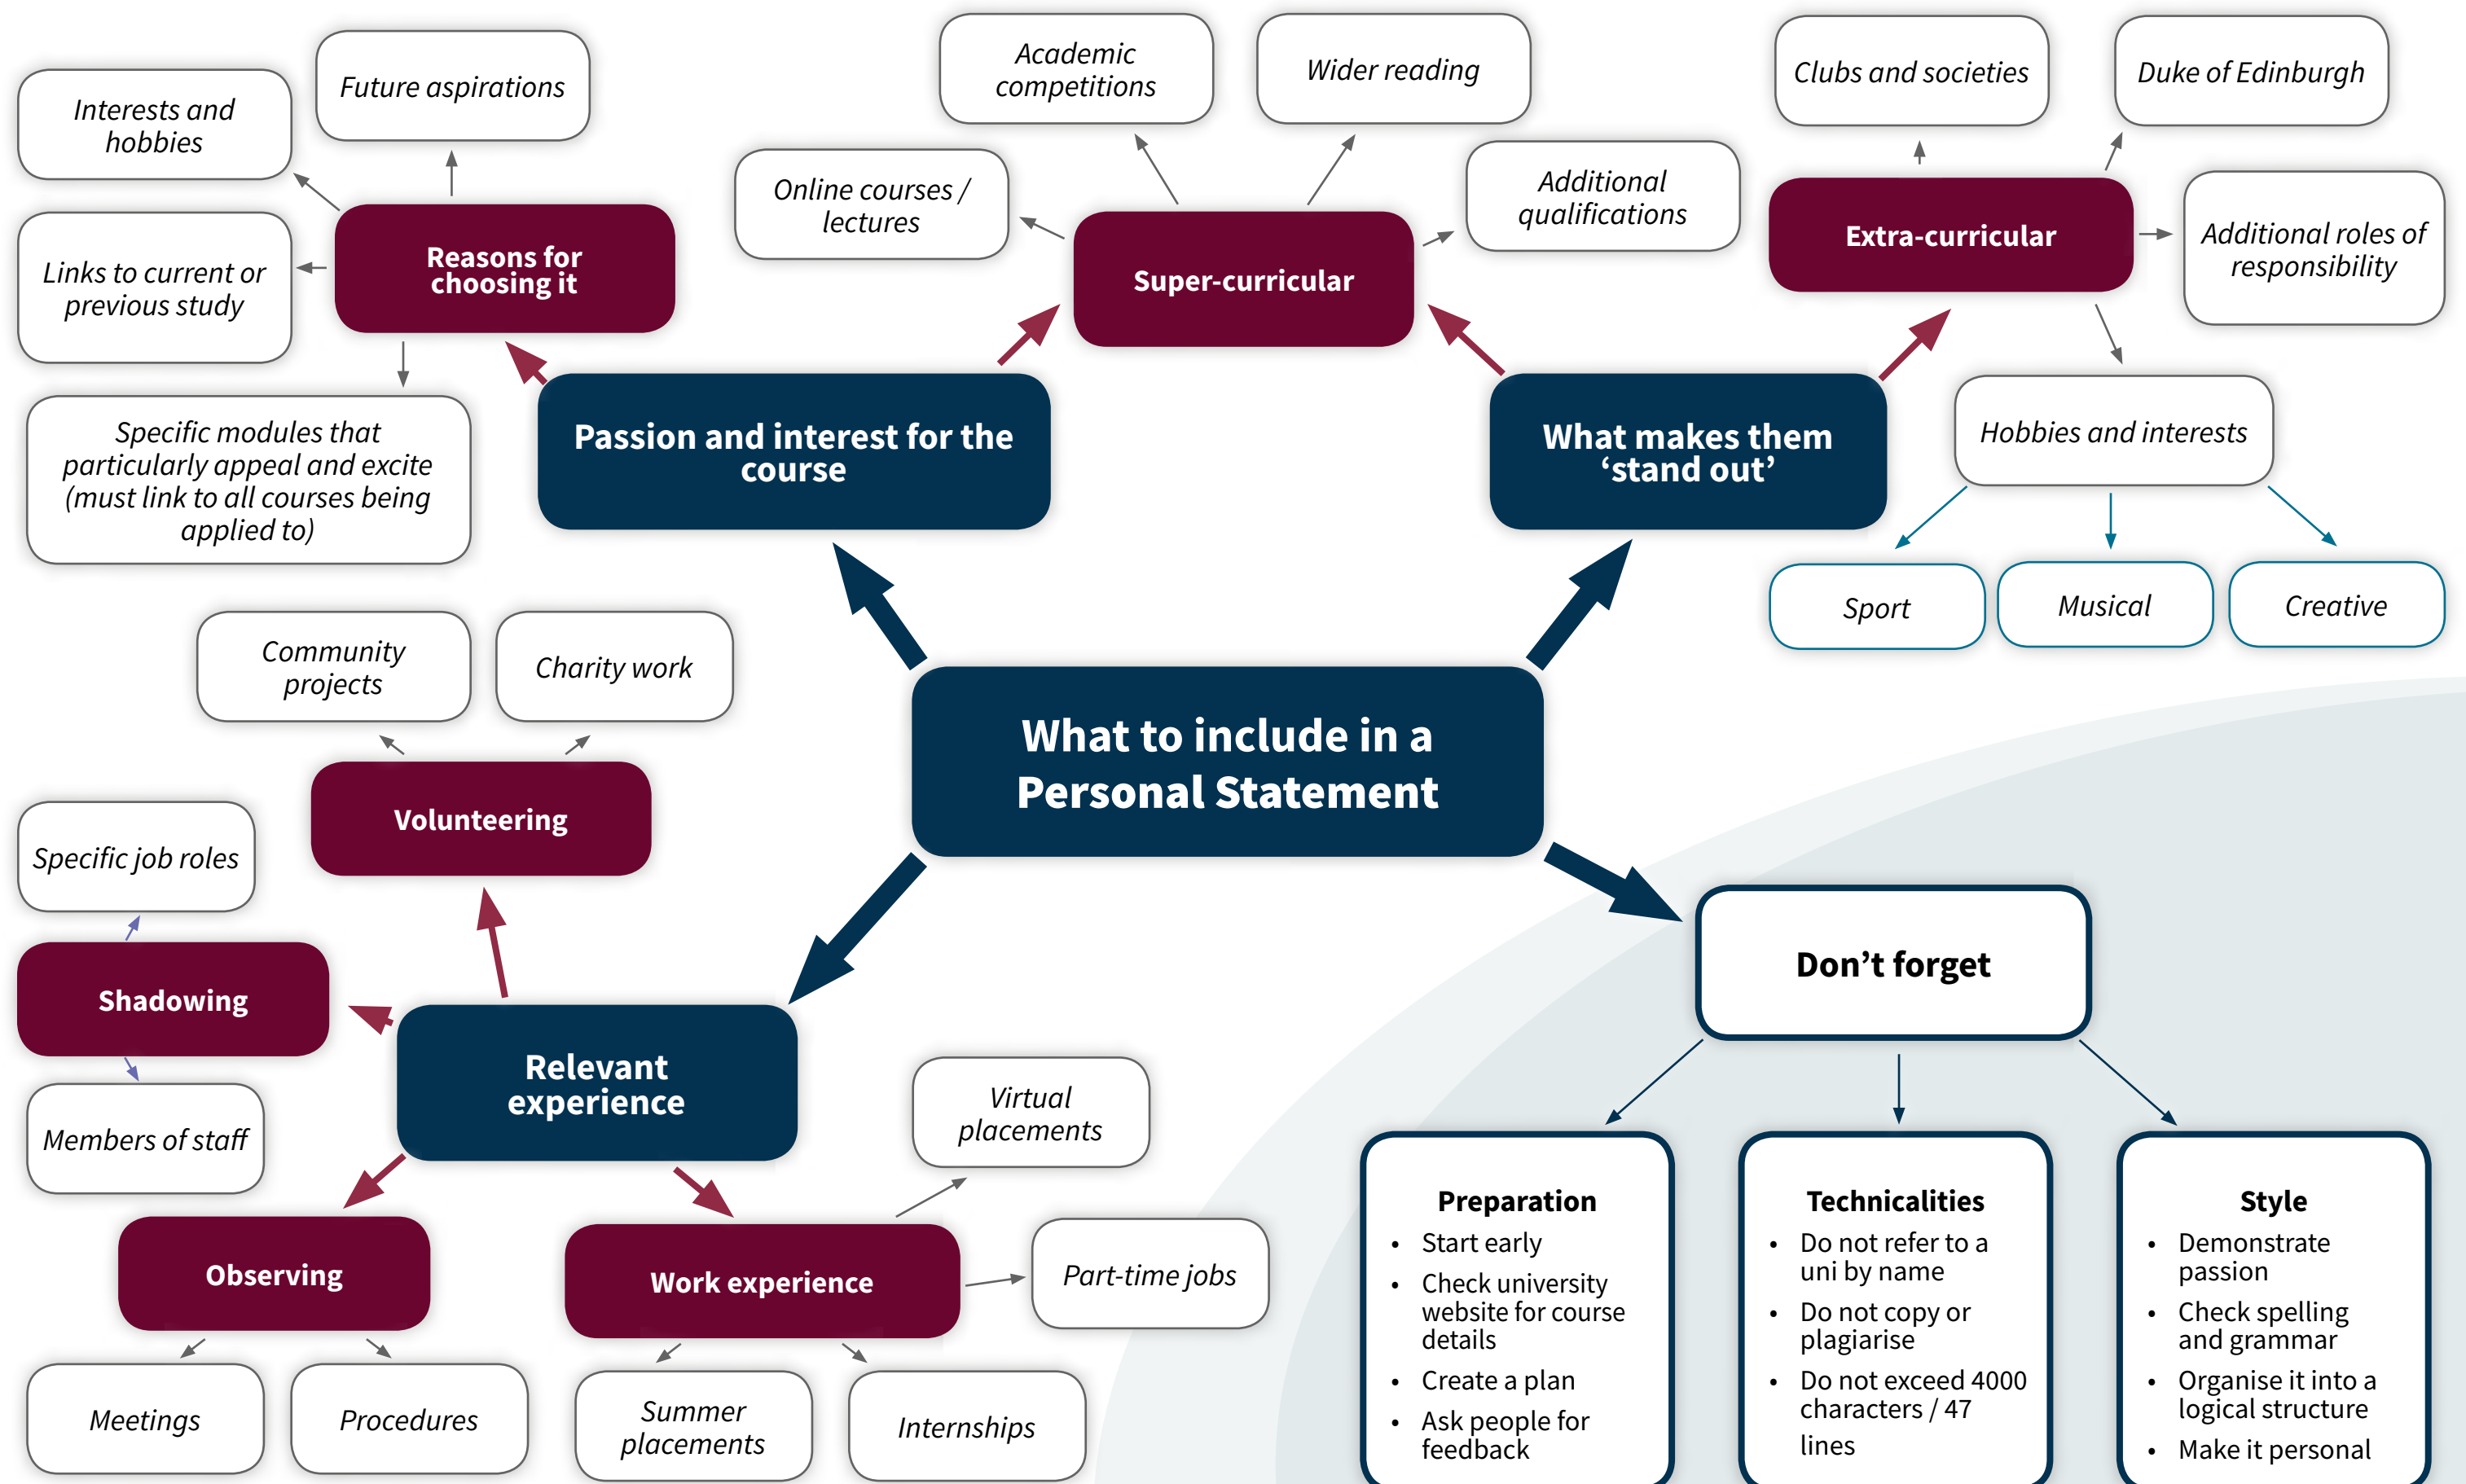 Interests and
hobbies
Future aspirations
Links to current or
previous study
Reasons for
choosing it
Specific modules that
particularly appeal and excite
(must link to all courses being
applied to)
Passion and interest for the
course
Academic
competitions
Wider reading
Online courses /
lectures
Additional
qualifications
Super-curricular
Clubs and societies
Duke of Edinburgh
Extra-curricular
Additional roles of
responsibility
What makes them
‘stand out’
Hobbies and interests
Sport
Musical
Creative
What to include in a
Personal Statement
Community
projects
Charity work
Volunteering
Specific job roles
Shadowing
Members of staff
Relevant
experience
Observing
Meetings
Procedures
Work experience
Virtual
placements
Part-time jobs
Summer
placements
Internships
Don’t forget
Preparation
• Start early
• Check university
website for course
details
• Create a plan
• Ask people for
feedback
Technicalities
• Do not refer to a
uni by name
• Do not copy or
plagiarise
• Do not exceed 4000
characters / 47
lines
Style
• Demonstrate
passion
• Check spelling
and grammar
• Organise it into a
logical structure
• Make it personal